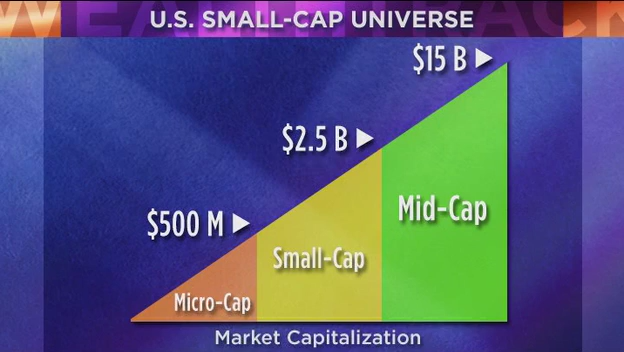 U.S. SMALL-CAP UNIVERSE
$15 B
$2.5 B
Mid-Cap
$500 M
Small-Cap
Micro-Cap
Market Capitalization